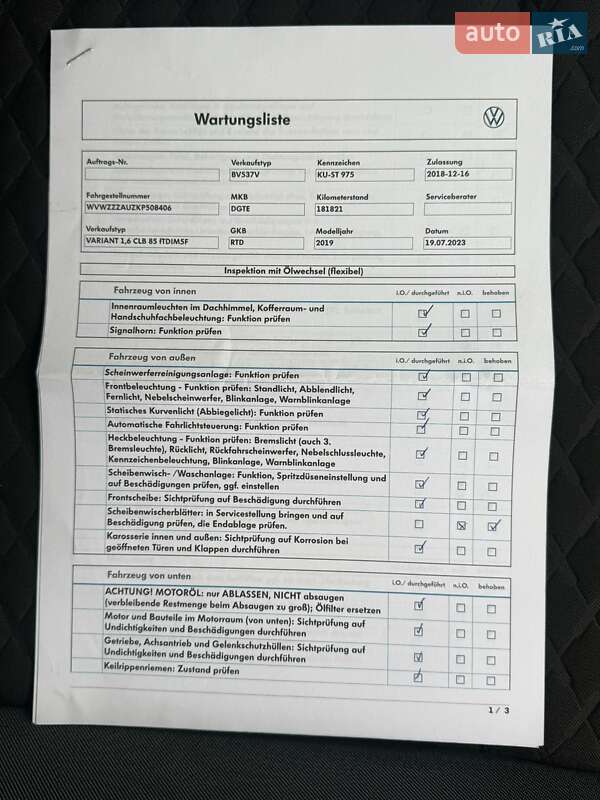 auto RIA .com
Wartungsliste
Auftrags-Nr. Verkaufstyp Kennzeichen Zulassung
BV537V KU-ST 975 2018-12-16
Fahrgestellnummer MKB Kilometerstand Serviceberater
WVWZZZAUZKP508406 DGTE 181821
Verkaufstyp GKB Modelljahr Datum
VARIANT 1,6 CLB 85 fTDIM5F RTD 2019 19.07.2023
Inspektion mit Ölwechsel (flexibel)
Fahrzeug von innen i.O./ durchgeführt n.i.O. behoben
Innenraumleuchten im Dachhimmel, Kofferraum- und
Handschuhfachbeleuchtung: Funktion prüfen
Signalhorn: Funktion prüfen
Fahrzeug von außen i.O./ durchgeführt n.i.O. behoben
Scheinwerferreinigungsanlage: Funktion prüfen
Frontbeleuchtung - Funktion prüfen: Standlicht, Abblendlicht,
Fernlicht, Nebelscheinwerfer, Blinkanlage, Warnblinkanlage
Statisches Kurvenlicht (Abbiegelicht): Funktion prüfen
Automatische Fahrlichtsteuerung: Funktion prüfen
Heckbeleuchtung - Funktion prüfen: Bremslicht (auch 3.
Bremsleuchte), Rücklicht, Rückfahrscheinwerfer, Nebelschlussleuchte,
Kennzeichenbeleuchtung, Blinkanlage, Warnblinkanlage
Scheibenwisch- /Waschanlage: Funktion, Spritzdüseneinstellung und
auf Beschädigungen prüfen, ggf. einstellen
Frontscheibe: Sichtprüfung auf Beschädigung durchführen
Scheibenwischerblätter: in Servicestellung bringen und auf
Beschädigung prüfen, die Endablage prüfen.
Karosserie innen und außen: Sichtprüfung auf Korrosion bei
geöffneten Türen und Klappen durchführen
Fahrzeug von unten i.O./ durchgeführt n.i.O. behoben
ACHTUNG! MOTORÖL: nur ABLASSEN, NICHT absaugen
(verbleibende Restmenge beim Absaugen zu groß); Ölfilter ersetzen
Motor und Bauteile im Motorraum (von unten): Sichtprüfung auf
Undichtigkeiten und Beschädigungen durchführen
Getriebe, Achsantrieb und Gelenkschutzhüllen: Sichtprüfung auf
Undichtigkeiten und Beschädigungen durchführen
Keilrippenriemen: Zustand prüfen
1 / 3